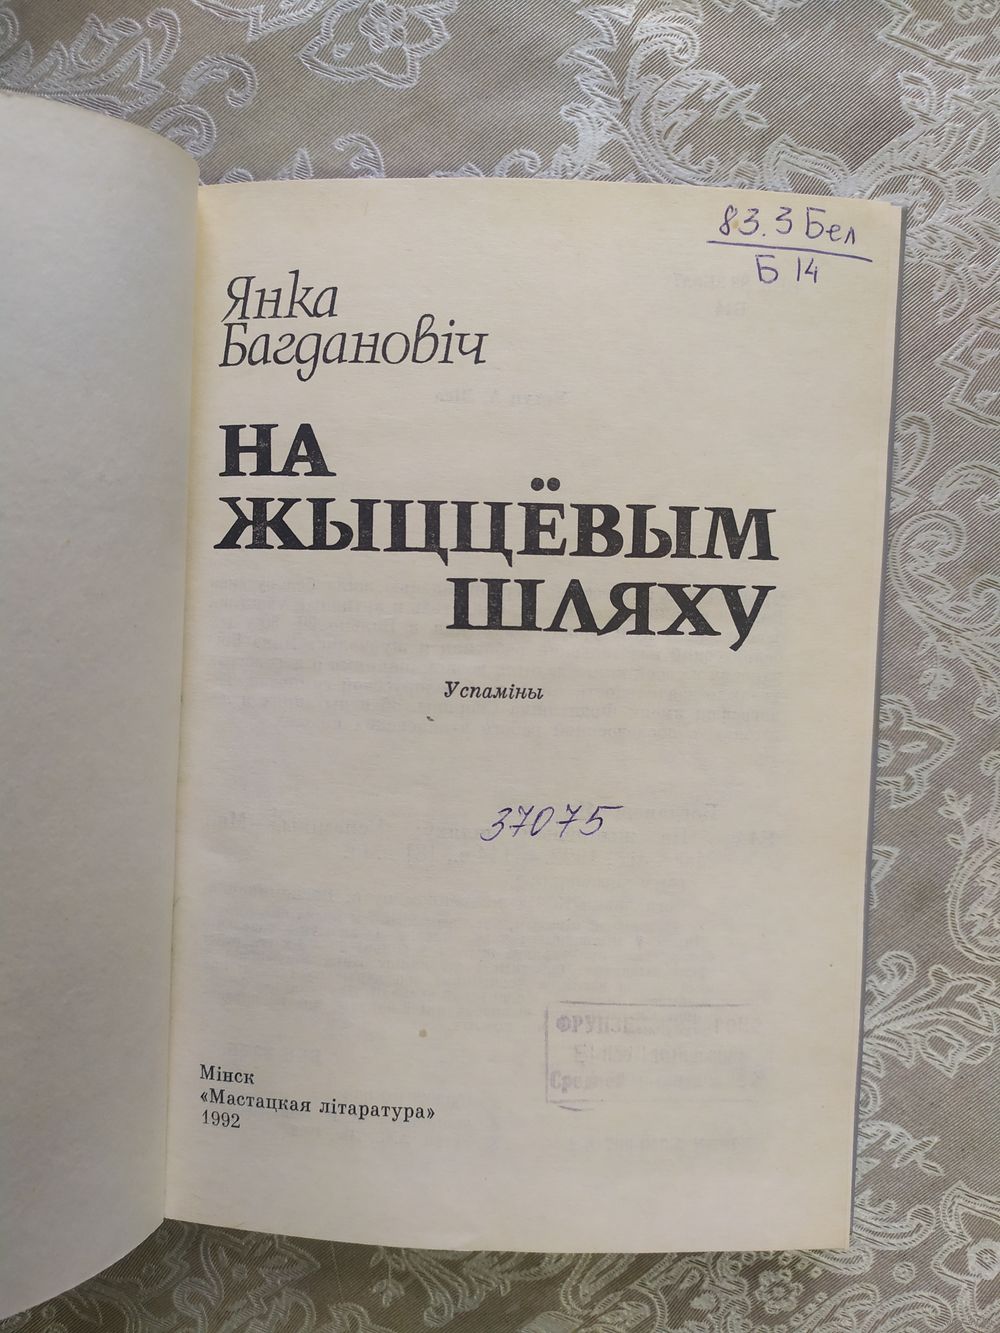 83.3 Бел
Б 14
Янка
Багдановіч
НА
ЖЫЦЦЁВЫМ
ШЛЯХУ
Успаміны
37075
Мінск
«Мастацкая літаратура»
1992